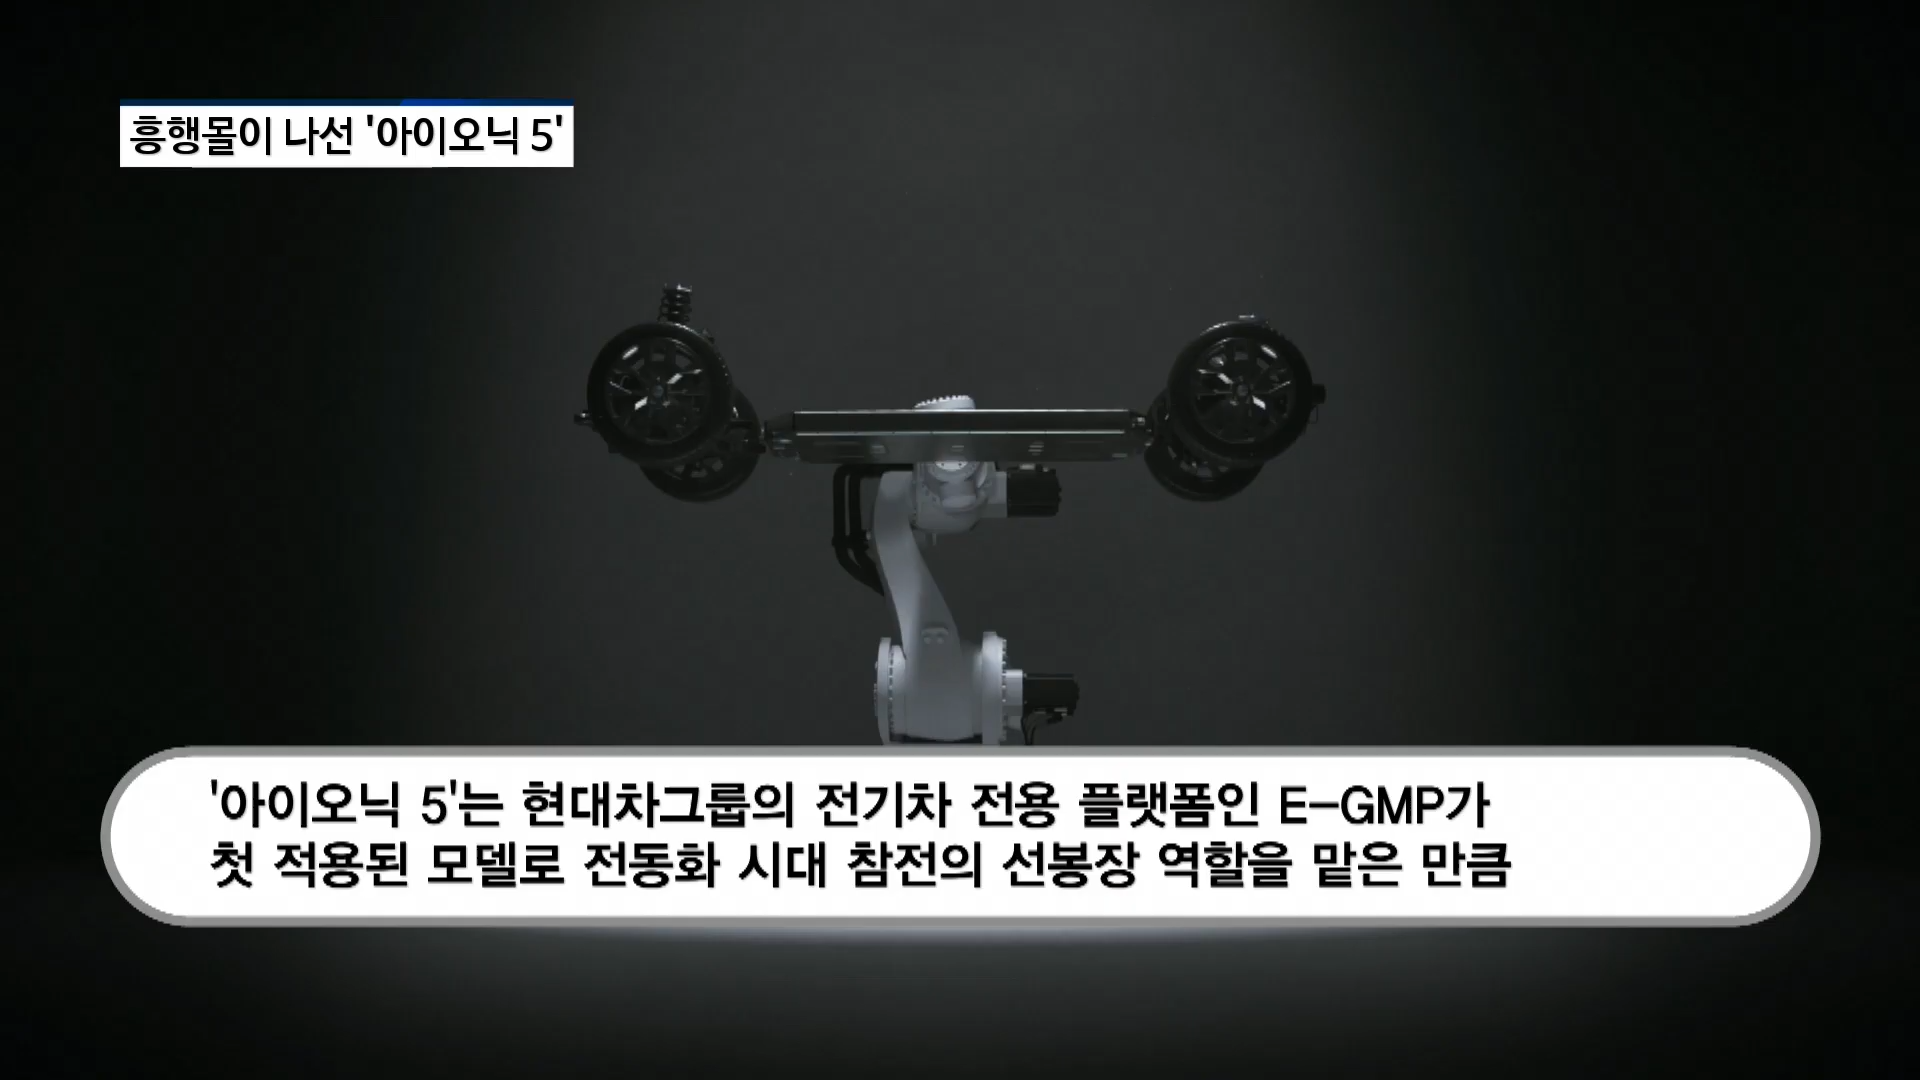 흥행몰이 나선 '아이오닉 5'
'아이오닉 5'는 현대차그룹의 전기차 전용 플랫폼인 E-GMP가
첫 적용된 모델로 전동화 시대 참전의 선봉장 역할을 맡은 만큼